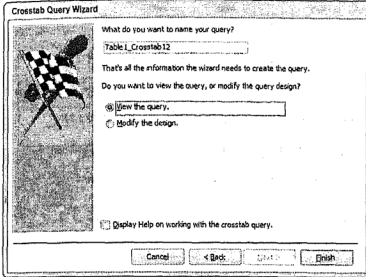 Crosstab Query Wizard
What do you want to name your query?
Table1_Crosstab12
That's all the information the wizard needs to create the query.
Do you want to view the query, or modify the query design?
View the query.
Modify the design.
Display Help on working with the crosstab query.
Cancel < Back Finish